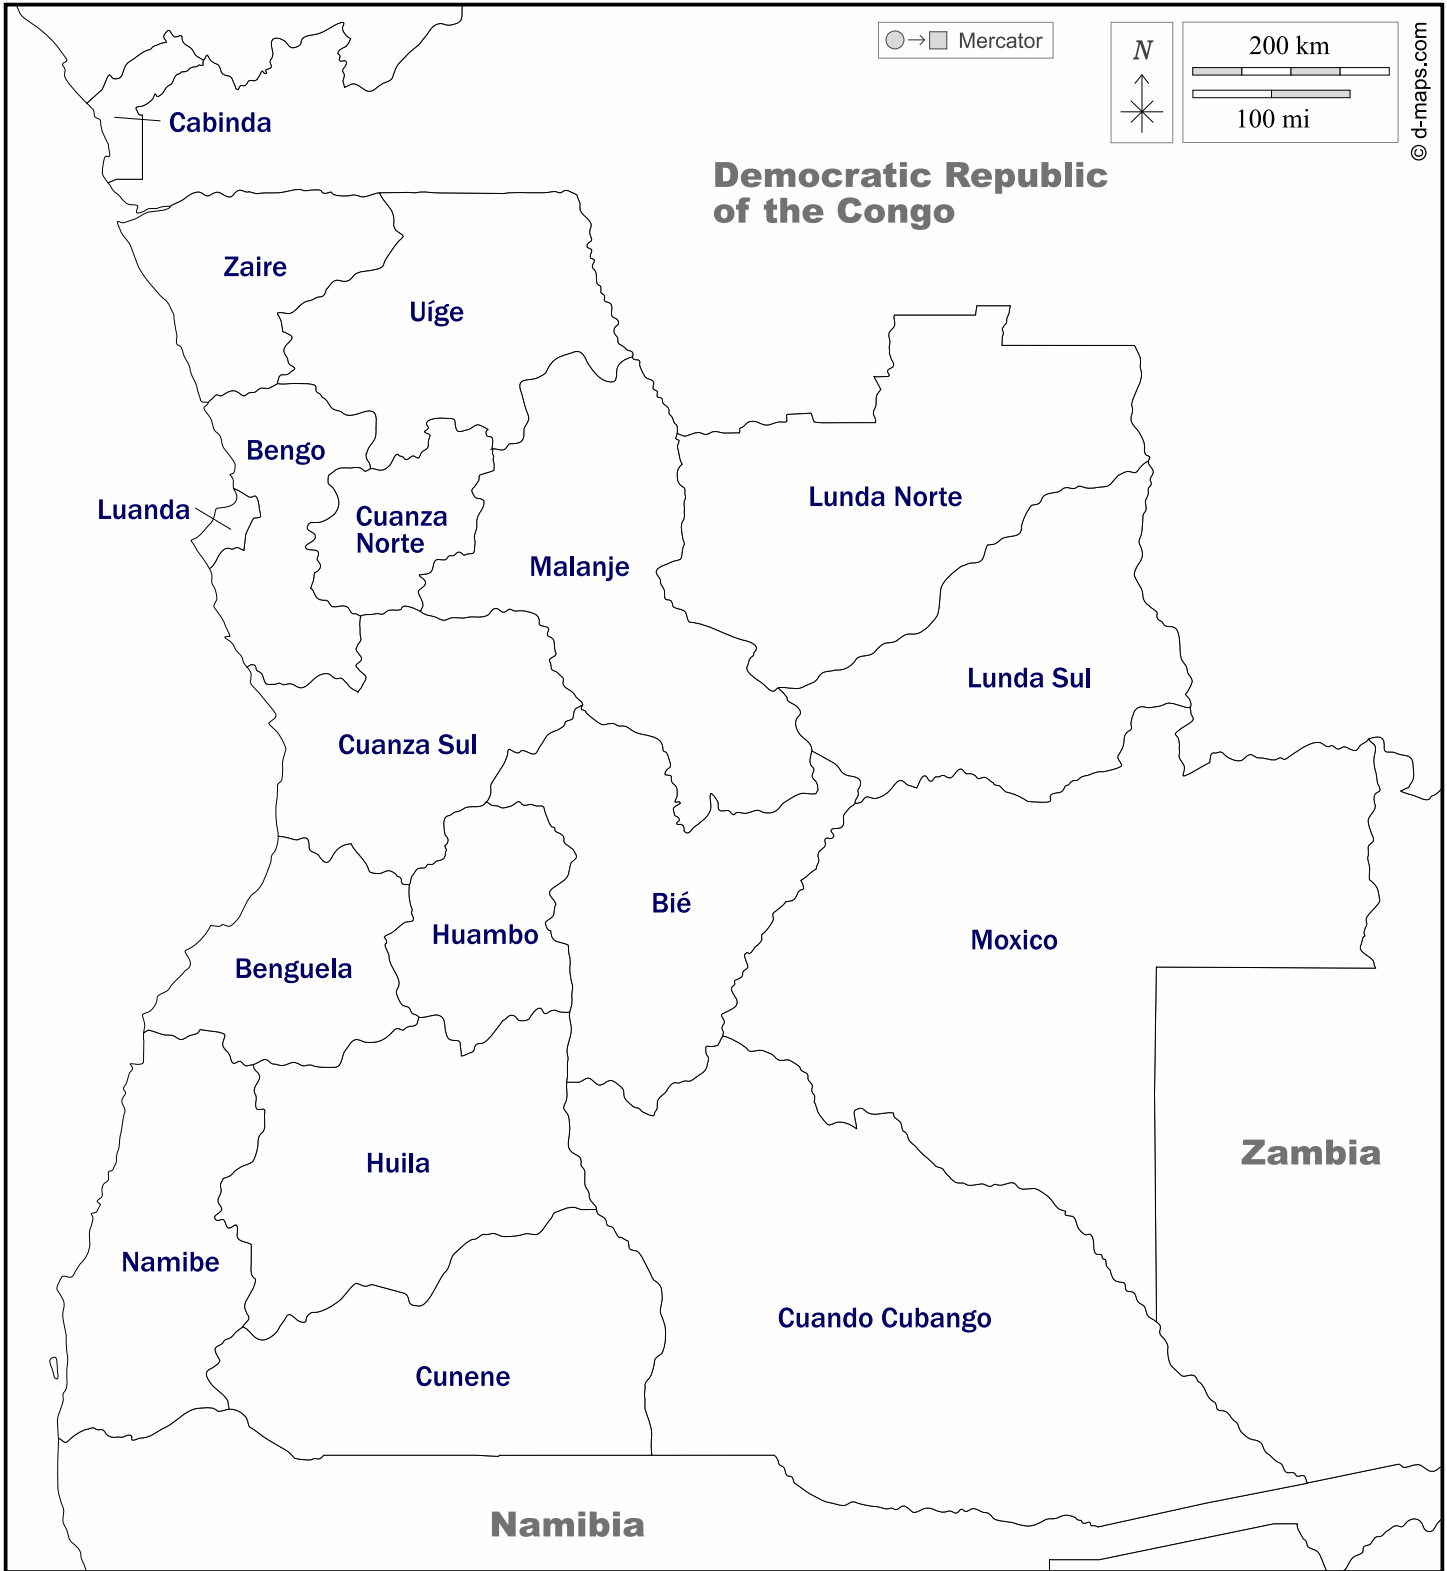 Mercator
N
200 km
100 mi
© d-maps.com
Cabinda
Democratic Republic
of the Congo
Zaire
Uíge
Bengo
Luanda
Cuanza
Norte
Lunda Norte
Malanje
Lunda Sul
Cuanza Sul
Bié
Huambo
Moxico
Benguela
Zambia
Huila
Namibe
Cuando Cubango
Cunene
Namibia